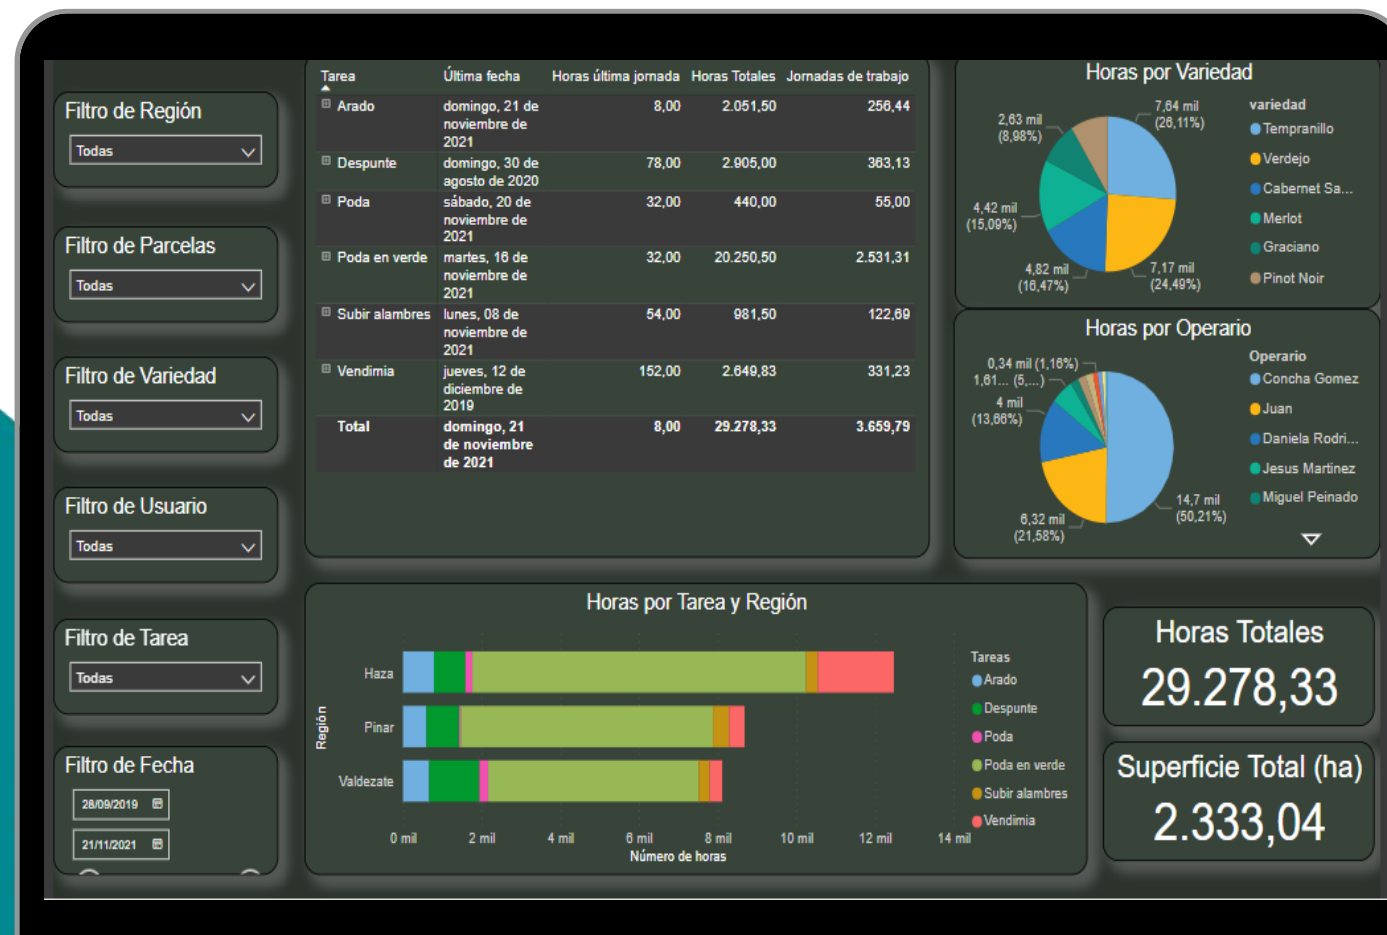 Filtro de Región
Todas
Filtro de Parcelas
Todas
Filtro de Variedad
Todas
Filtro de Usuario
Todas
Filtro de Tarea
Todas
Filtro de Fecha
28/09/2019
21/11/2021
Tarea Última fecha Horas última jornada Horas Totales Jornadas de trabajo
Arado domingo, 21 de 8,00 2.051,50 256,44
noviembre de
2021
Despunte domingo, 30 de 78,00 2.905,00 363,13
agosto de 2020
Poda sábado, 20 de 32,00 440,00 55,00
noviembre de
2021
Poda en verde martes, 16 de 32,00 20.250,50 2.531,31
noviembre de
2021
Subir alambres lunes, 08 de 54,00 981,50 122,69
noviembre de
2021
Vendimia jueves, 12 de 152,00 2.649,83 331,23
diciembre de
2019
Total domingo, 21 8,00 29.278,33 3.659,79
de noviembre
de 2021
Horas por Variedad
7,64 mil
(26,11%)
2,63 mil
(8,98%)
4,42 mil
(15,09%)
4,82 mil
(16,47%)
7,17 mil
(24,49%)
variedad
Tempranillo
Verdejo
Cabernet Sa...
Merlot
Graciano
Pinot Noir
Horas por Operario
0,34 mil (1,16%)
1,61... (5,...)
4 mil
(13,66%)
6,32 mil
(21,58%)
14,7 mil
(50,21%)
Operario
Concha Gomez
Juan
Daniela Rodri...
Jesus Martinez
Miguel Peinado
Horas por Tarea y Región
Región
Haza
Pinar
Valdezate
0 mil 2 mil 4 mil 6 mil 8 mil 10 mil 12 mil 14 mil
Número de horas
Tareas
Arado
Despunte
Poda
Poda en verde
Subir alambres
Vendimia
Horas Totales
29.278,33
Superficie Total (ha)
2.333,04